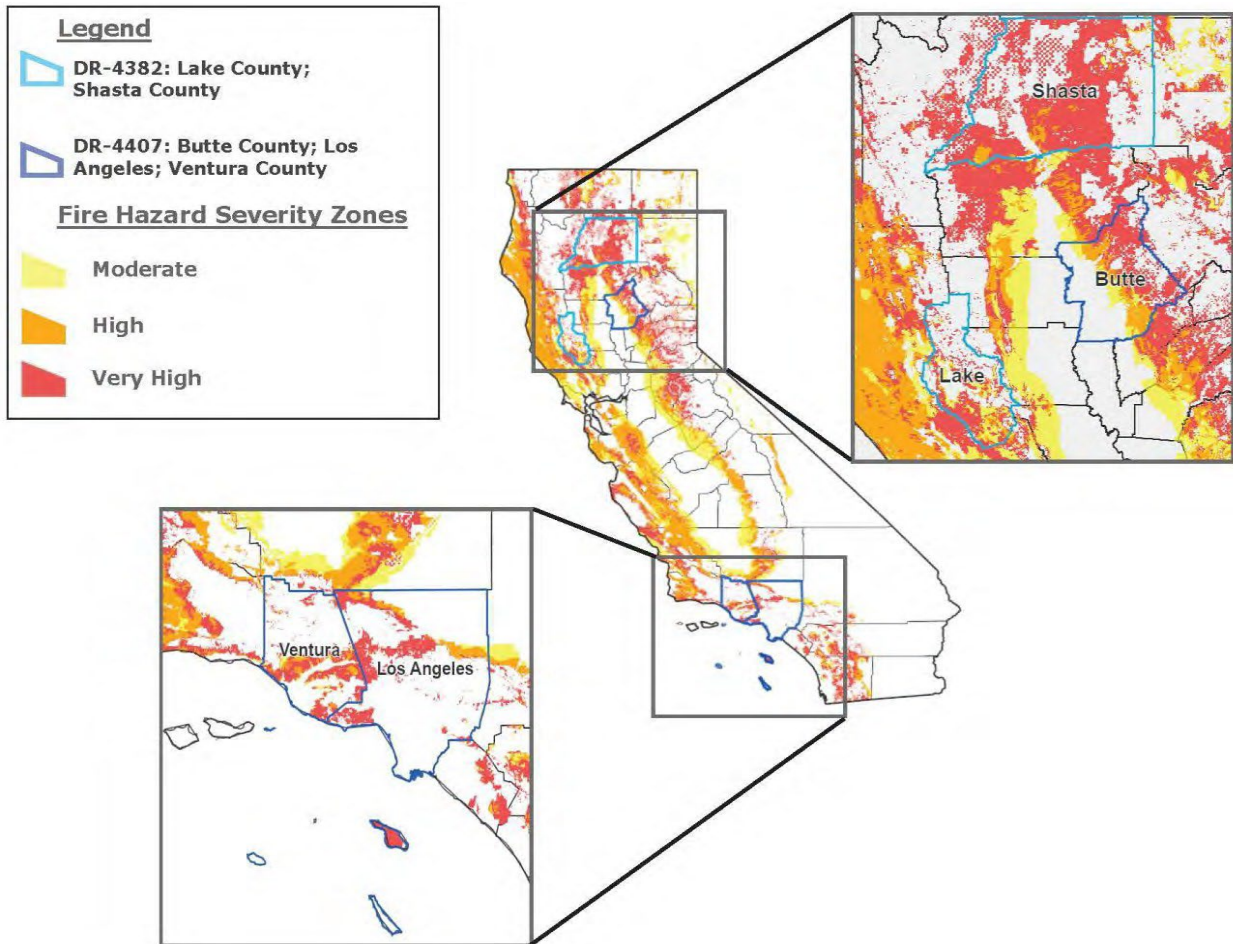 Legend
DR-4382: Lake County;
Shasta County
DR-4407: Butte County; Los
Angeles; Ventura County
Fire Hazard Severity Zones
Moderate
High
Very High
Shasta
Butte
Lake
Ventura
Los Angeles